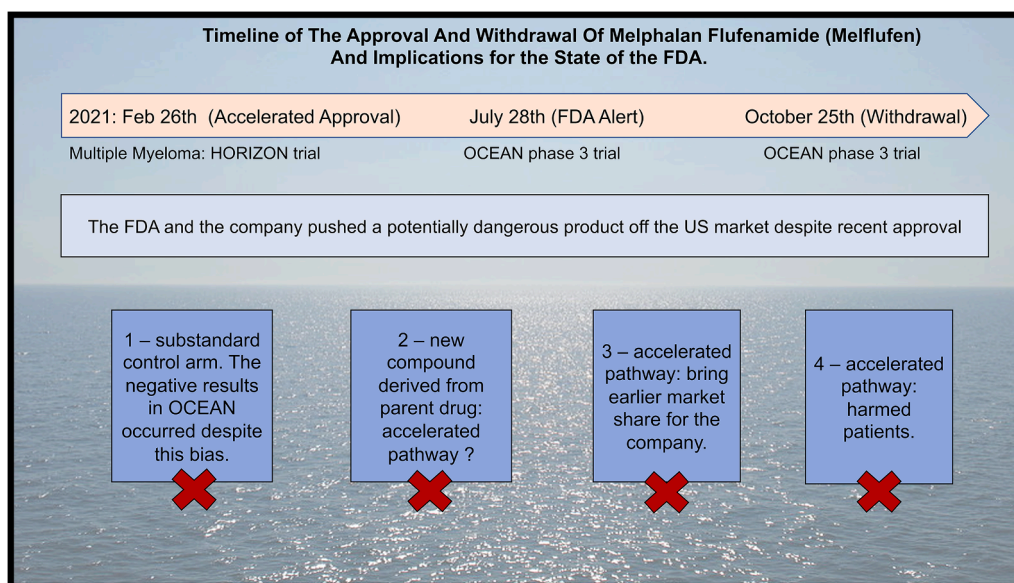 Timeline of The Approval And Withdrawal Of Melphalan Flufenamide (Melflufen)
And Implications for the State of the FDA.
2021: Feb 26th  (Accelerated Approval)
July 28th (FDA Alert)
October 25th (Withdrawal)
Multiple Myeloma: HORIZON trial
OCEAN phase 3 trial
OCEAN phase 3 trial
The FDA and the company pushed a potentially dangerous product off the US market despite recent approval
1 – substandard
control arm. The
negative results
in OCEAN
occurred despite
this bias.
2 – new
compound
derived from
parent drug:
accelerated
pathway ?
3 – accelerated
pathway: bring
earlier market
share for the
company.
4 – accelerated
pathway:
harmed
patients.